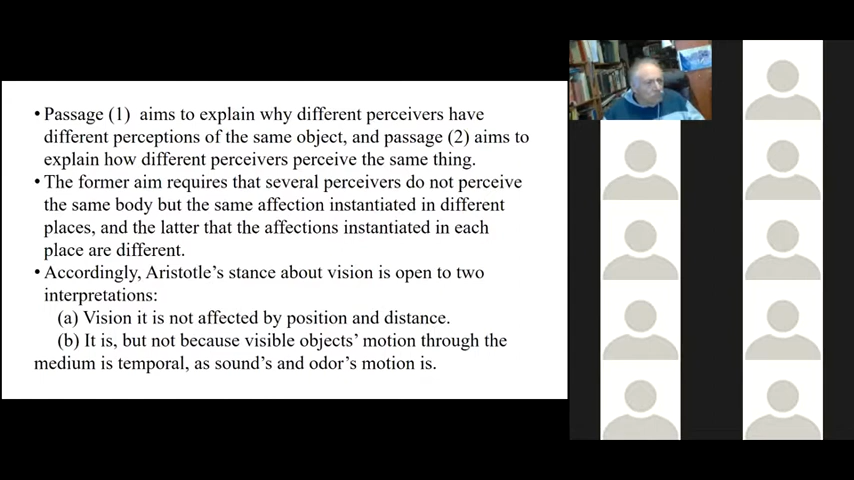 • Passage (1) aims to explain why different perceivers have
different perceptions of the same object, and passage (2) aims to
explain how different perceivers perceive the same thing.
• The former aim requires that several perceivers do not perceive
the same body but the same affection instantiated in different
places, and the latter that the affections instantiated in each
place are different.
• Accordingly, Aristotle's stance about vision is open to two
interpretations:
(a) Vision it is not affected by position and distance.
(b) It is, but not because visible objects' motion through the
medium is temporal, as sound's and odor's motion is.